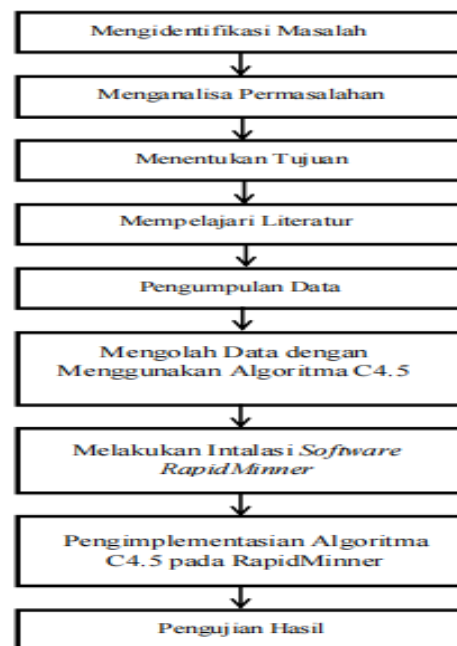 Mengidentifikasi Masalah
Menganalisa Permasalahan
Menentukan Tujuan
Mempelajari Literatur
Pengumpulan Data
Mengolah Data dengan
Menggunakan Algoritma C4.5
Melakukan Intalasi Software
RapidMinner
Pengimplementasian Algoritma
C4.5 pada RapidMinner
Pengujian Hasil